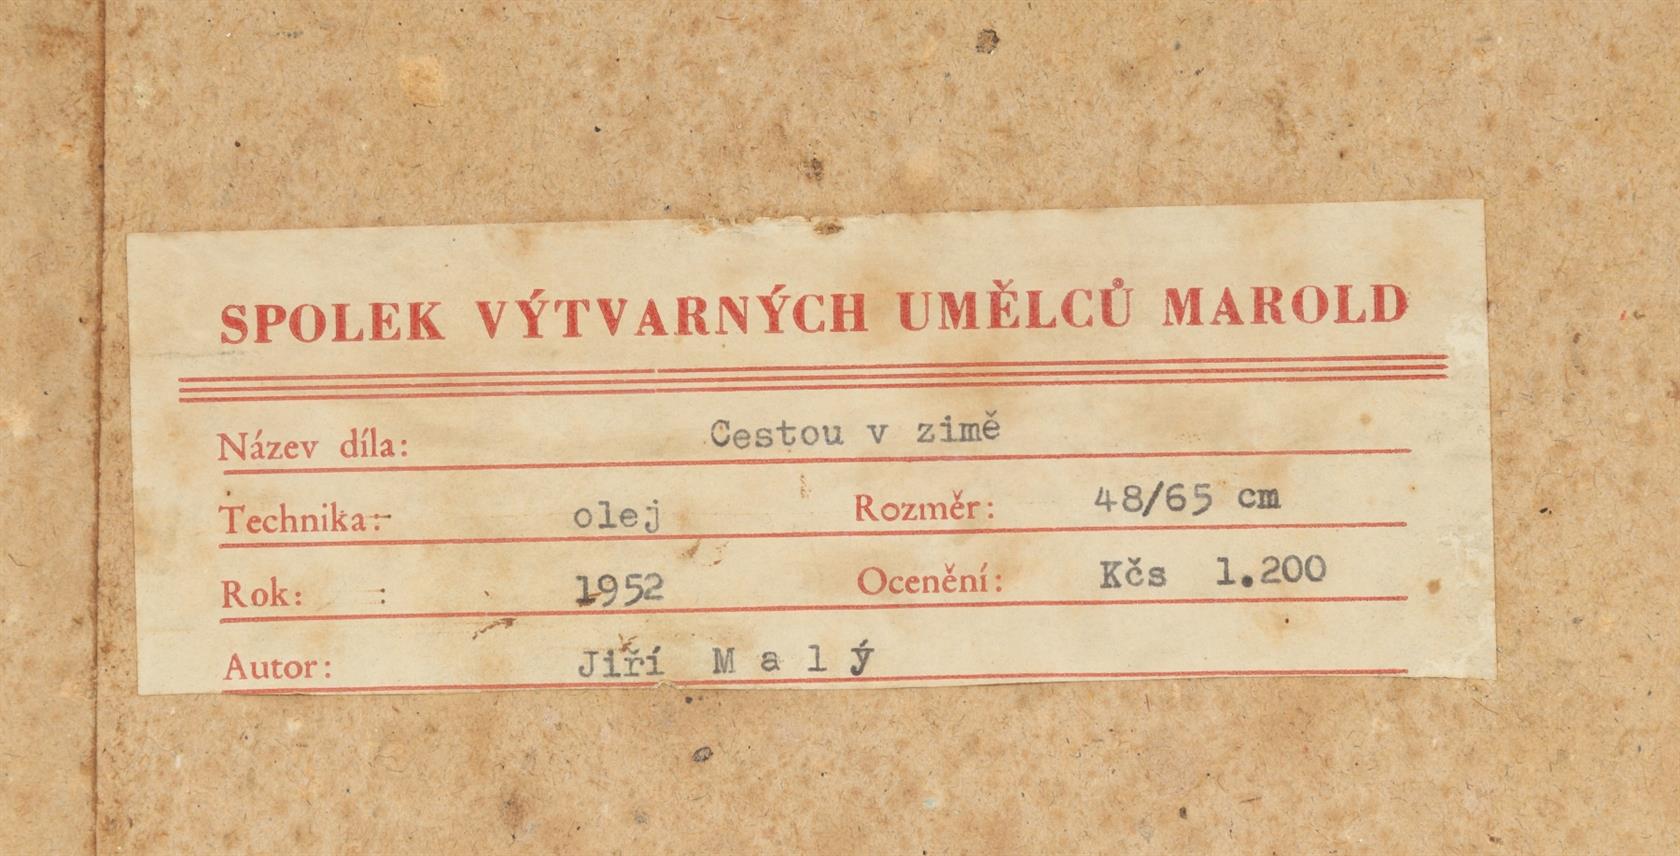 SPOLEK VÝTVARNÝCH UMĚLCŮ MAROLD
Název díla: Cestou v zimě
Technika: olej Rozměr: 48/65 cm
Rok: : 1952 Ocenění: Kčs 1.200
Autor: Jiří Malý